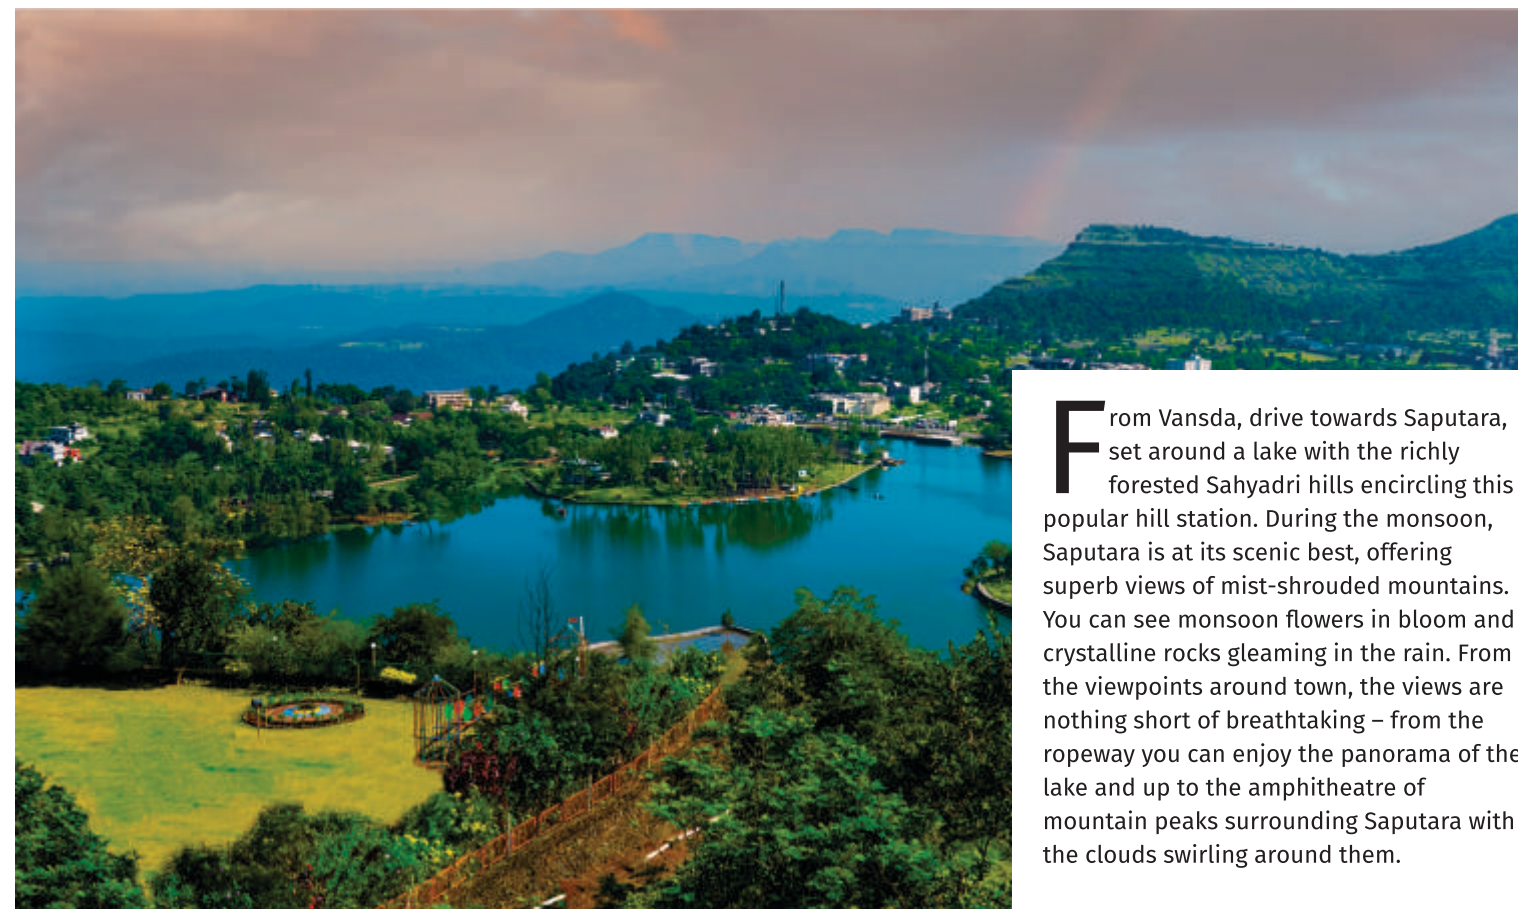 From Vansda, drive towards Saputara,
set around a lake with the richly
forested Sahyadri hills encircling this
popular hill station. During the monsoon,
Saputara is at its scenic best, offering
superb views of mist-shrouded mountains.
You can see monsoon flowers in bloom and
crystalline rocks gleaming in the rain. From
the viewpoints around town, the views are
nothing short of breathtaking – from the
ropeway you can enjoy the panorama of the
lake and up to the amphitheatre of
mountain peaks surrounding Saputara with
the clouds swirling around them.